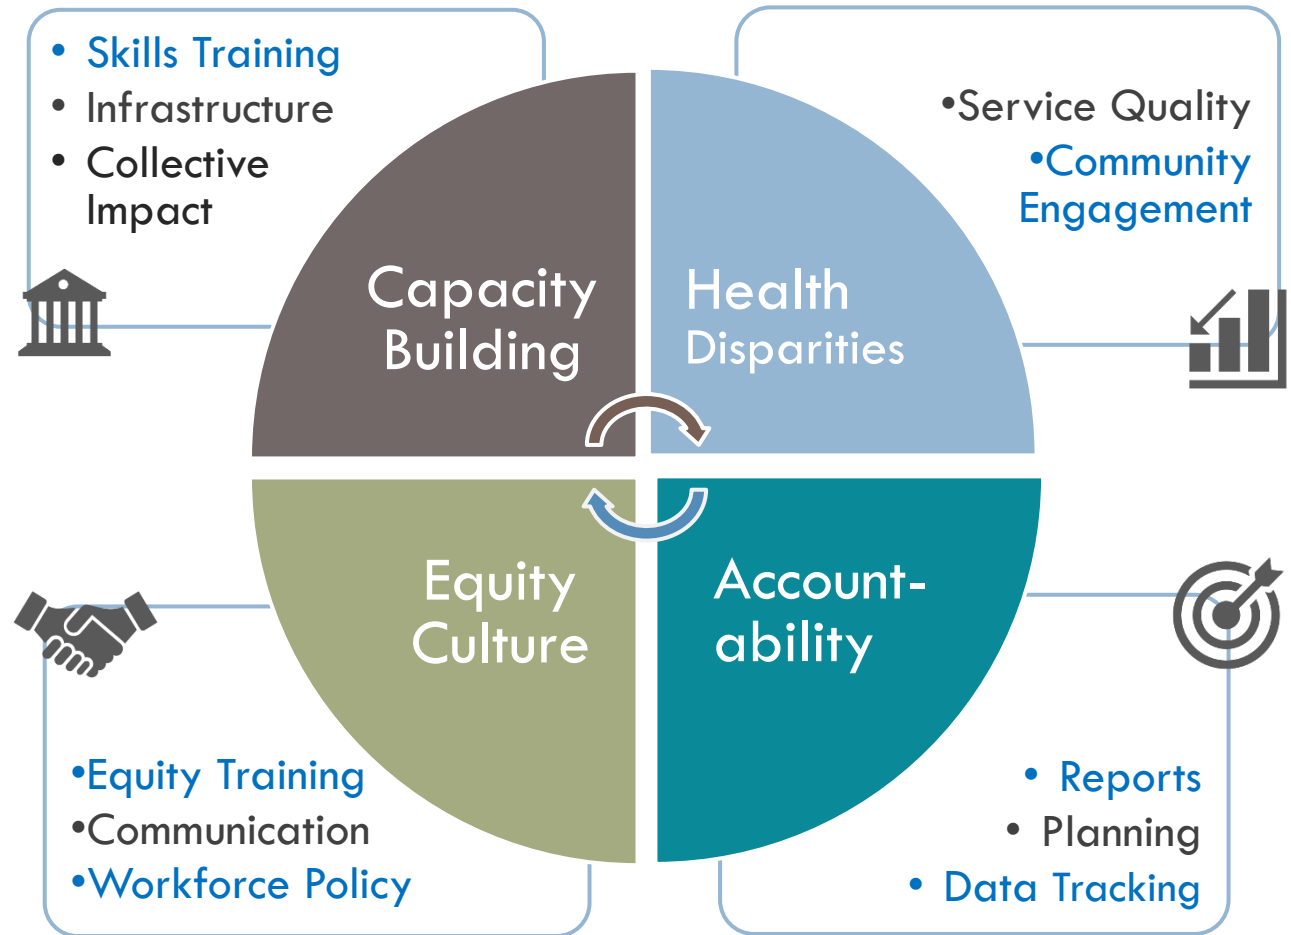 • Skills Training
• Infrastructure
• Collective
Impact
•Service Quality
•Community
Engagement
Capacity
Building
Health
Disparities
Equity
Culture
Account-
ability
•Equity Training
•Communication
•Workforce Policy
• Reports
• Planning
• Data Tracking